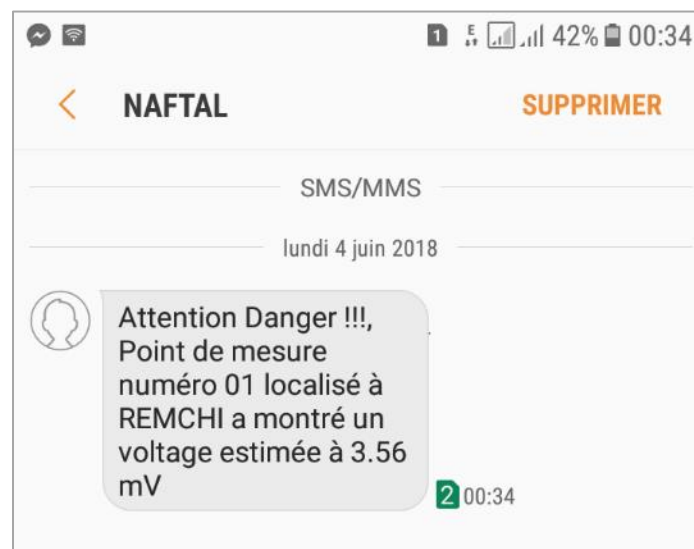 1 E 42% 00:34
NAFTAL SUPPRIMER
SMS/MMS
lundi 4 juin 2018
Attention Danger !!!,
Point de mesure
numéro 01 localisé à
REMCHI a montré un
voltage estimée à 3.56
mV
2 00:34